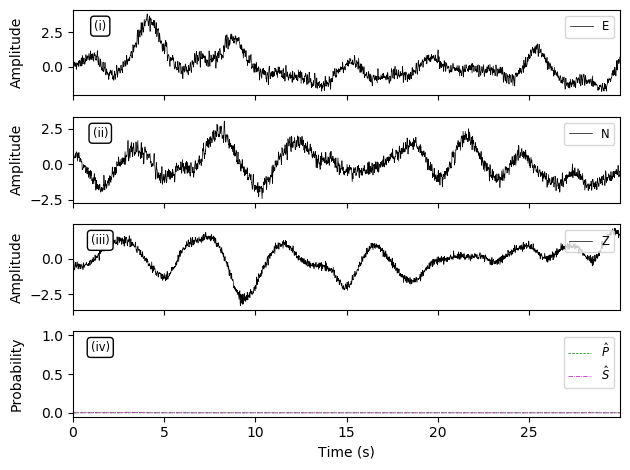 (i)
E
Amplitude
2.5
0.0
(ii)
N
Amplitude
2.5
0.0
−2.5
(iii)
Z
Amplitude
0.0
−2.5
(iv)
P̂
Ŝ
Probability
1.0
0.5
0.0
0 5 10 15 20 25
Time (s)